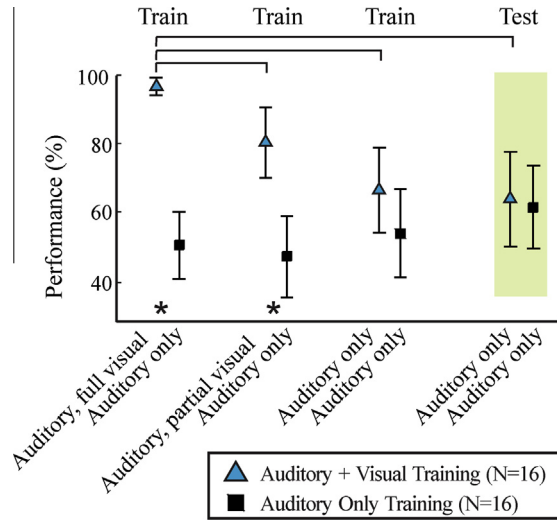 Train Train Train Test
100
80
60
40
Performance (%)
* *
Auditory, full visual
Auditory only
Auditory, partial visual
Auditory only
Auditory only
Auditory only
Auditory only
Auditory only
Auditory + Visual Training (N=16)
Auditory Only Training (N=16)